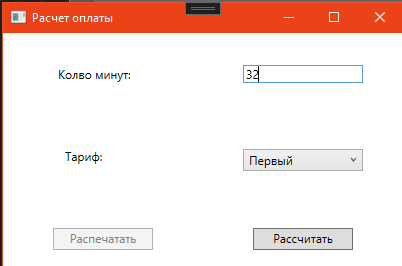 Расчет оплаты
Колво минут: 32
Тариф: Первый
Распечатать Рассчитать